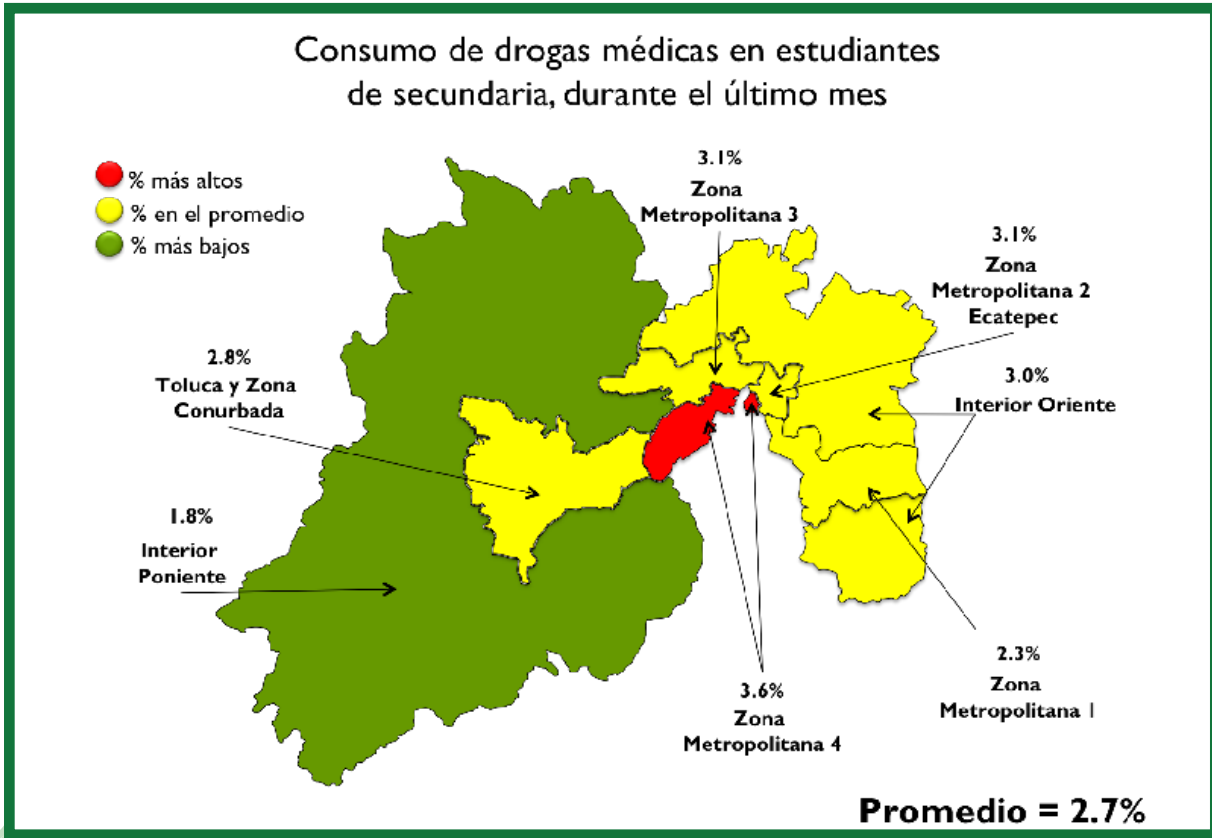 Consumo de drogas médicas en estudiantes
de secundaria, durante el último mes
% más altos
% en el promedio
% más bajos
3.1%
Zona
Metropolitana 3
3.1%
Zona
Metropolitana 2
Ecatepec
2.8%
Toluca y Zona
Conurbada
3.0%
Interior Oriente
1.8%
Interior
Poniente
2.3%
Zona
Metropolitana 1
3.6%
Zona
Metropolitana 4
Promedio = 2.7%